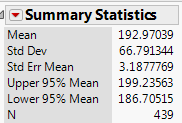 Summary Statistics
Mean 192.97039
Std Dev 66.791344
Std Err Mean 3.1877769
Upper 95% Mean 199.23563
Lower 95% Mean 186.70515
N 439